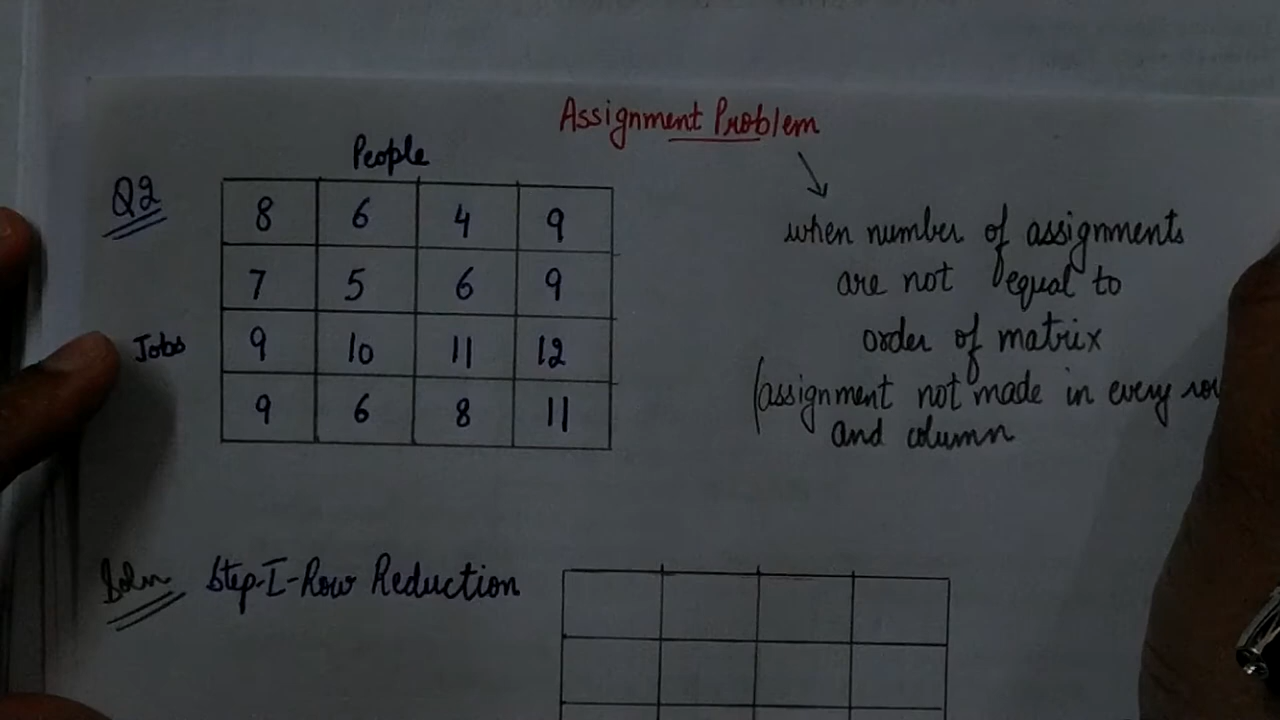 Assignment Problem
People
Q2
8 6 4 9
7 5 6 9
Jobs
9 10 11 12
9 6 8 11
when number of assignments
are not equal to
order of matrix
(assignment not made in every
and column
Soln Step-I-Row Reduction